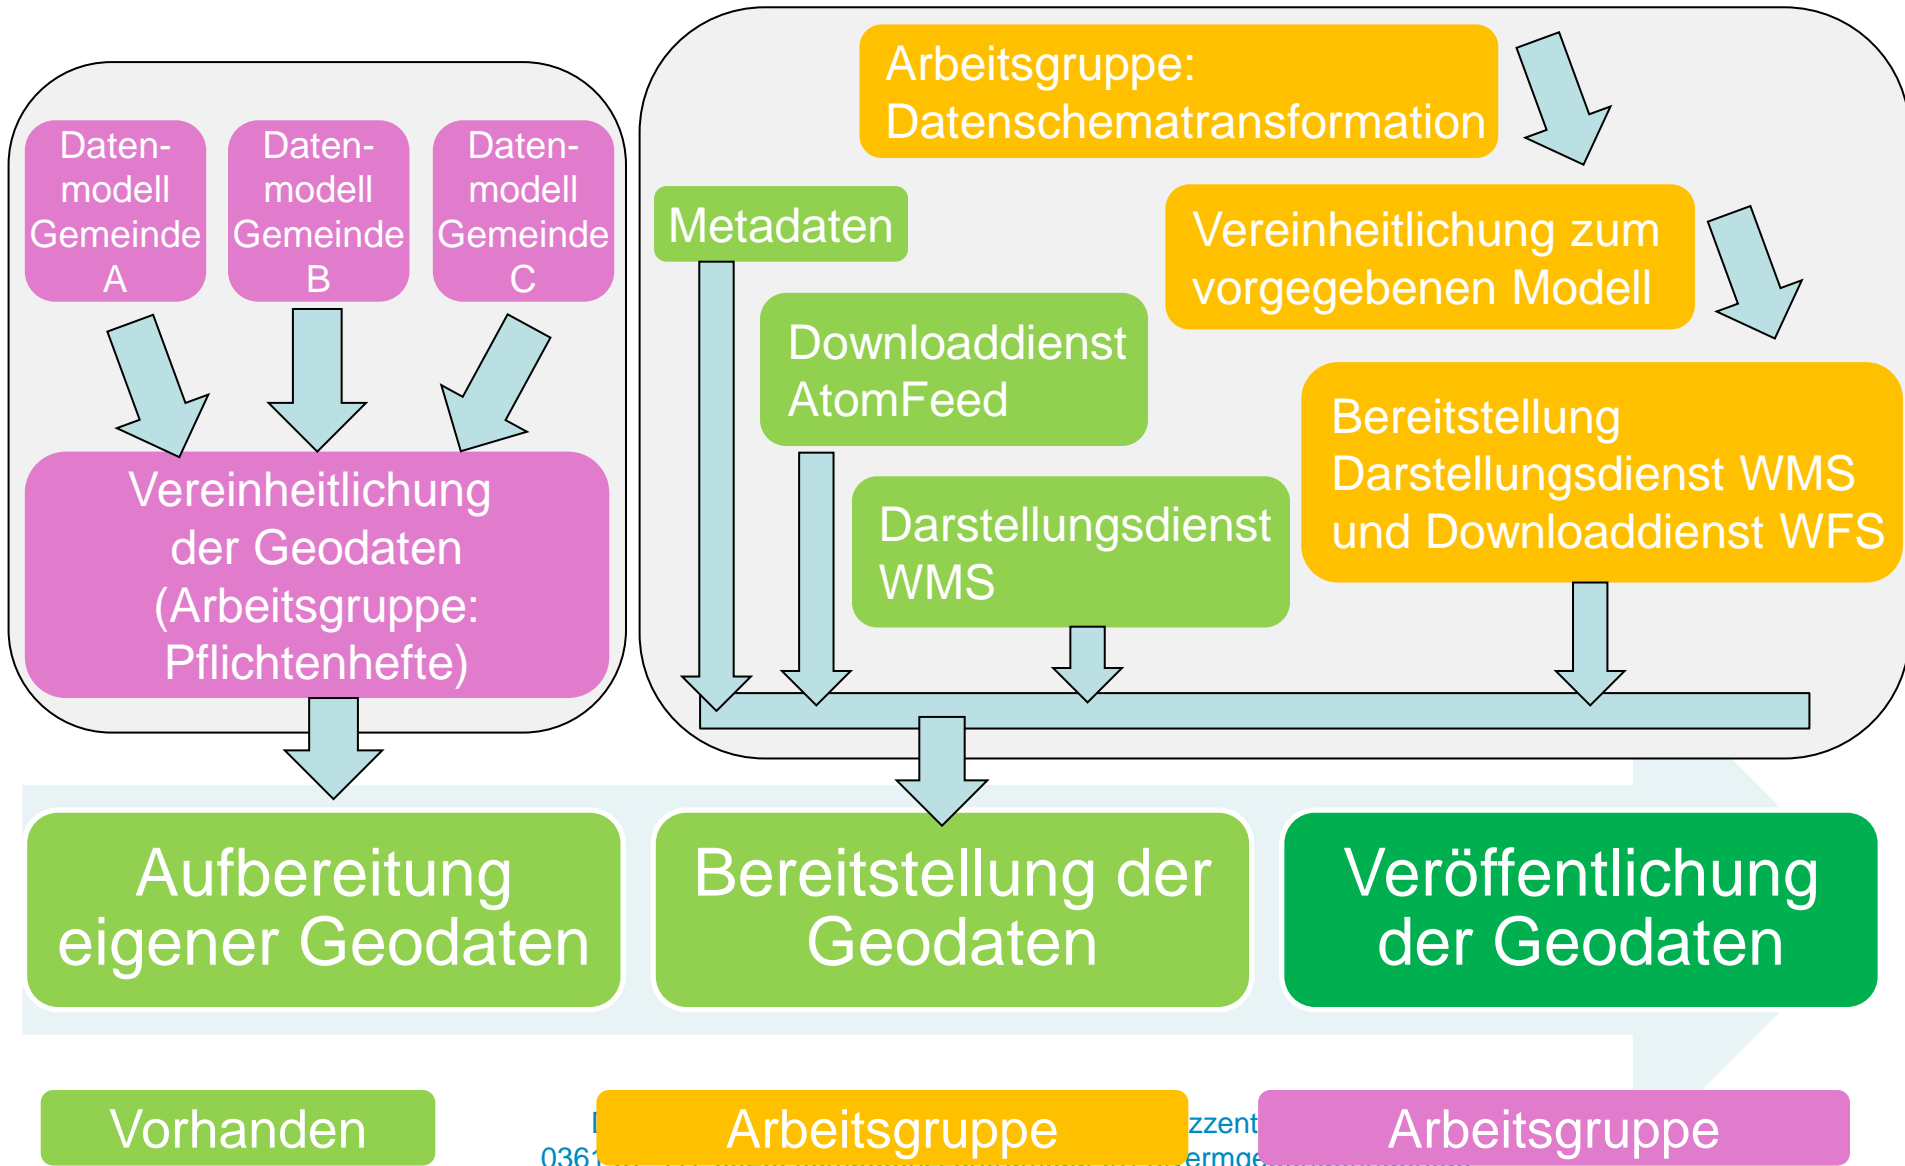 Arbeitsgruppe:
Datenschematransformation
Daten-
modell
Gemeinde
A
Daten-
modell
Gemeinde
B
Daten-
modell
Gemeinde
C
Metadaten
Vereinheitlichung zum
vorgegebenen Modell
Downloaddienst
AtomFeed
Bereitstellung
Darstellungsdienst WMS
und Downloaddienst WFS
Darstellungsdienst
WMS
Vereinheitlichung
der Geodaten
(Arbeitsgruppe:
Pflichtenhefte)
Aufbereitung
eigener Geodaten
Bereitstellung der
Geodaten
Veröffentlichung
der Geodaten
Vorhanden
Arbeitsgruppe
zzent
Arbeitsgruppe
0361